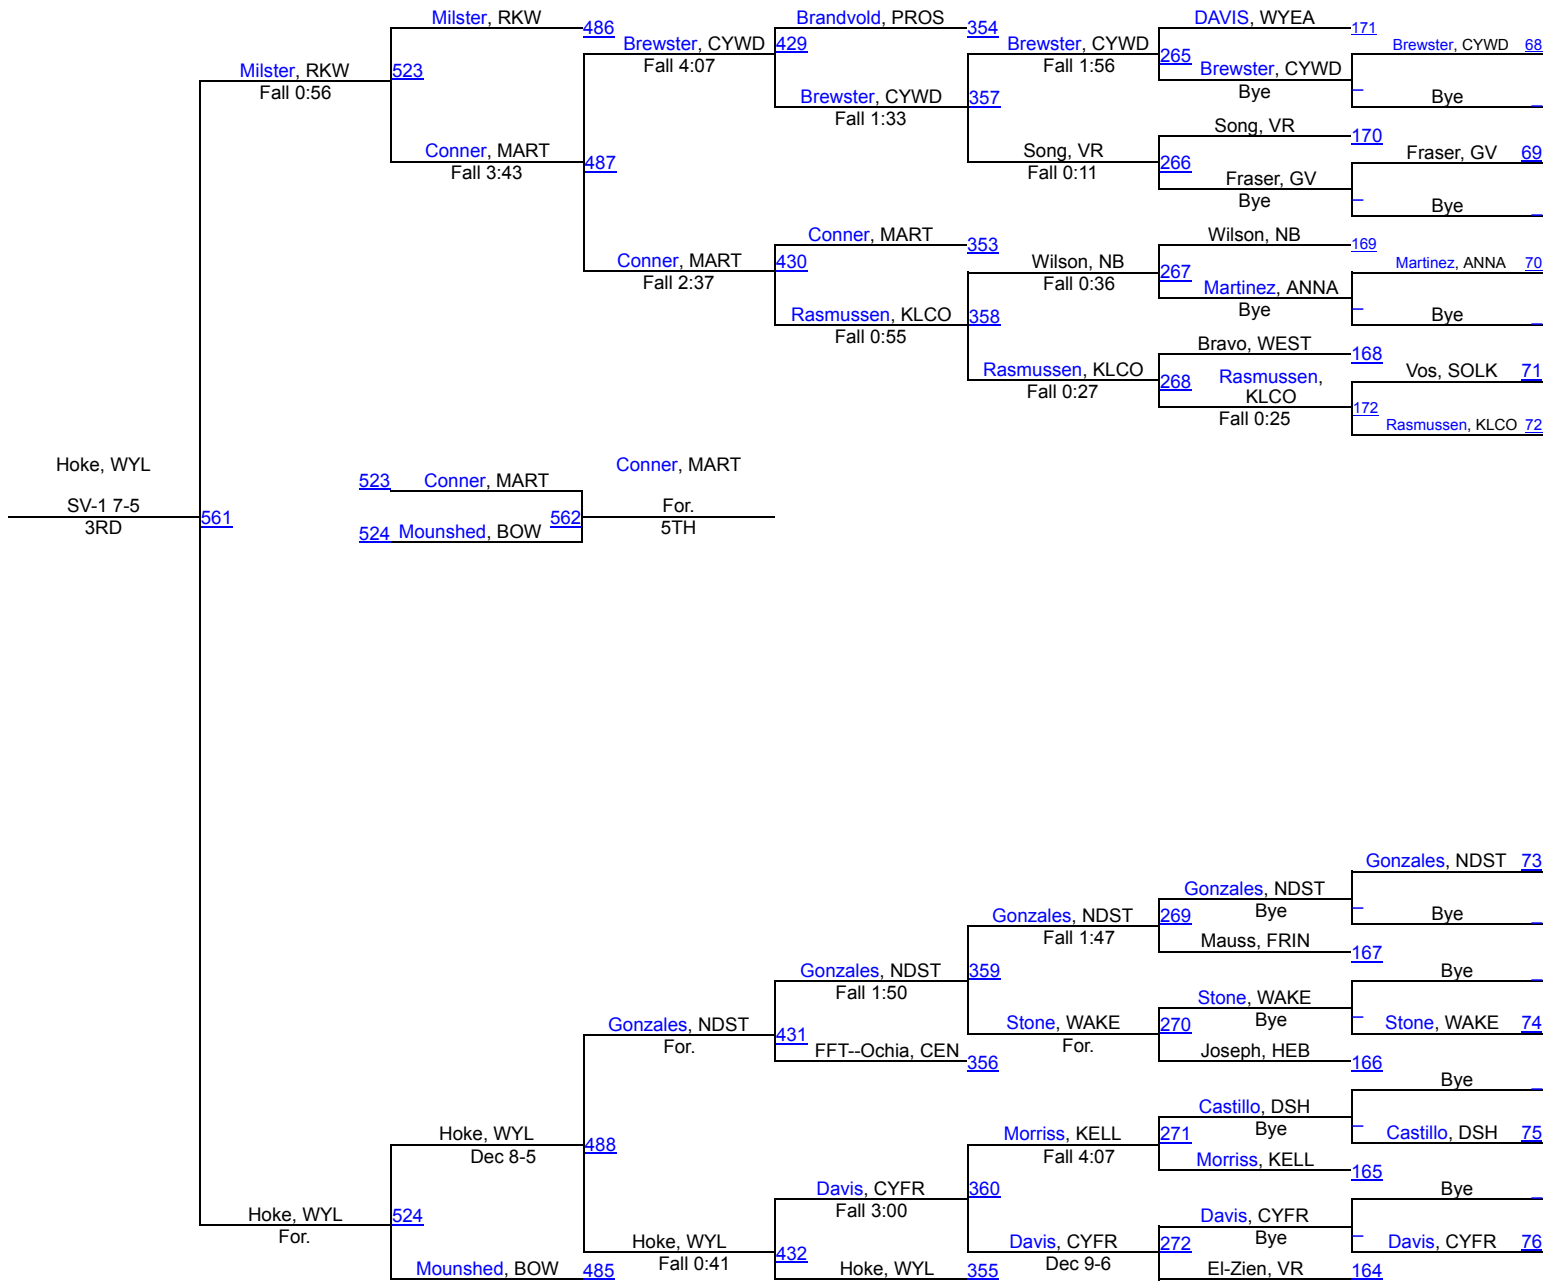 Milster, RKW
486
Brandvold, PROS
354
DAVIS, WYEA
171
Brewster, CYWD 68
Brewster, CYWD
Fall 4:07
429
Brewster, CYWD
Fall 1:56
265
Brewster, CYWD
Bye
_
Bye _
Milster, RKW
Fall 0:56
523
Brewster, CYWD
Fall 1:33
357
Song, VR
170
Fraser, GV 69
Conner, MART
Fall 3:43
487
Song, VR
Fall 0:11
266
Fraser, GV
Bye
_
Bye _
Conner, MART
353
Wilson, NB
169
Martinez, ANNA 70
Conner, MART
Fall 2:37
430
Wilson, NB
Fall 0:36
267
Martinez, ANNA
Bye
_
Bye _
Rasmussen, KLCO
Fall 0:55
358
Bravo, WEST
168
Vos, SOLK 71
Rasmussen, KLCO
Fall 0:27
268
Rasmussen,
KLCO
Fall 0:25
172
Rasmussen, KLCO 72
Hoke, WYL
SV-1 7-5
3RD
561
523 Conner, MART
524 Mounshed, BOW
562
Conner, MART
For.
5TH
Gonzales, NDST 73
Gonzales, NDST
Bye
_
Bye _
Gonzales, NDST
Fall 1:47
269
Mauss, FRIN
167
Bye _
Gonzales, NDST
Fall 1:50
359
Stone, WAKE
Bye
_
Stone, WAKE 74
Gonzales, NDST
For.
431
Stone, WAKE
For.
270
Joseph, HEB
166
FFT--Ochia, CEN
356
Bye _
Castillo, DSH
Bye
_
Castillo, DSH 75
Hoke, WYL
Dec 8-5
488
Morriss, KELL
Fall 4:07
271
Morriss, KELL
165
Bye _
Davis, CYFR
Fall 3:00
360
Davis, CYFR
Bye
_
Davis, CYFR 76
Hoke, WYL
For.
524
Hoke, WYL
Fall 0:41
432
Davis, CYFR
Dec 9-6
272
El-Zien, VR
164
Mounshed, BOW
485
Hoke, WYL
355